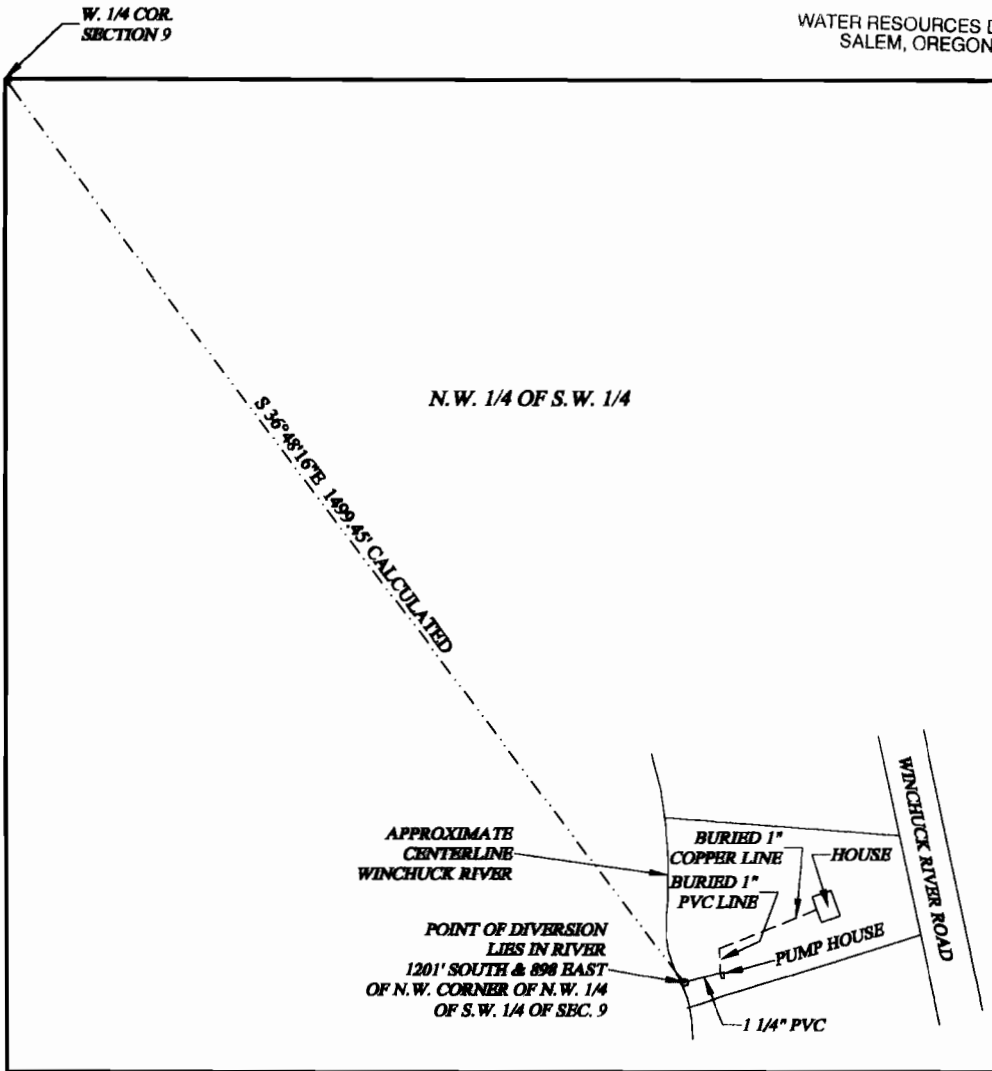 W. 1/4 COR.
SECTION 9
WATER RESOURCES
SALEM, OREGON
N.W. 1/4 OF S.W. 1/4
S 36°48'16"E 1499.45' CALCULATED
WINCHUCK RIVER ROAD
APPROXIMATE
CENTERLINE
WINCHUCK RIVER
BURIED 1"
COPPER LINE
HOUSE
BURIED 1"
PVC LINE
PUMP HOUSE
POINT OF DIVERSION
LIES IN RIVER
1201' SOUTH & 898 EAST
OF N.W. CORNER OF N.W. 1/4
OF S.W. 1/4 OF SEC. 9
1 1/4" PVC